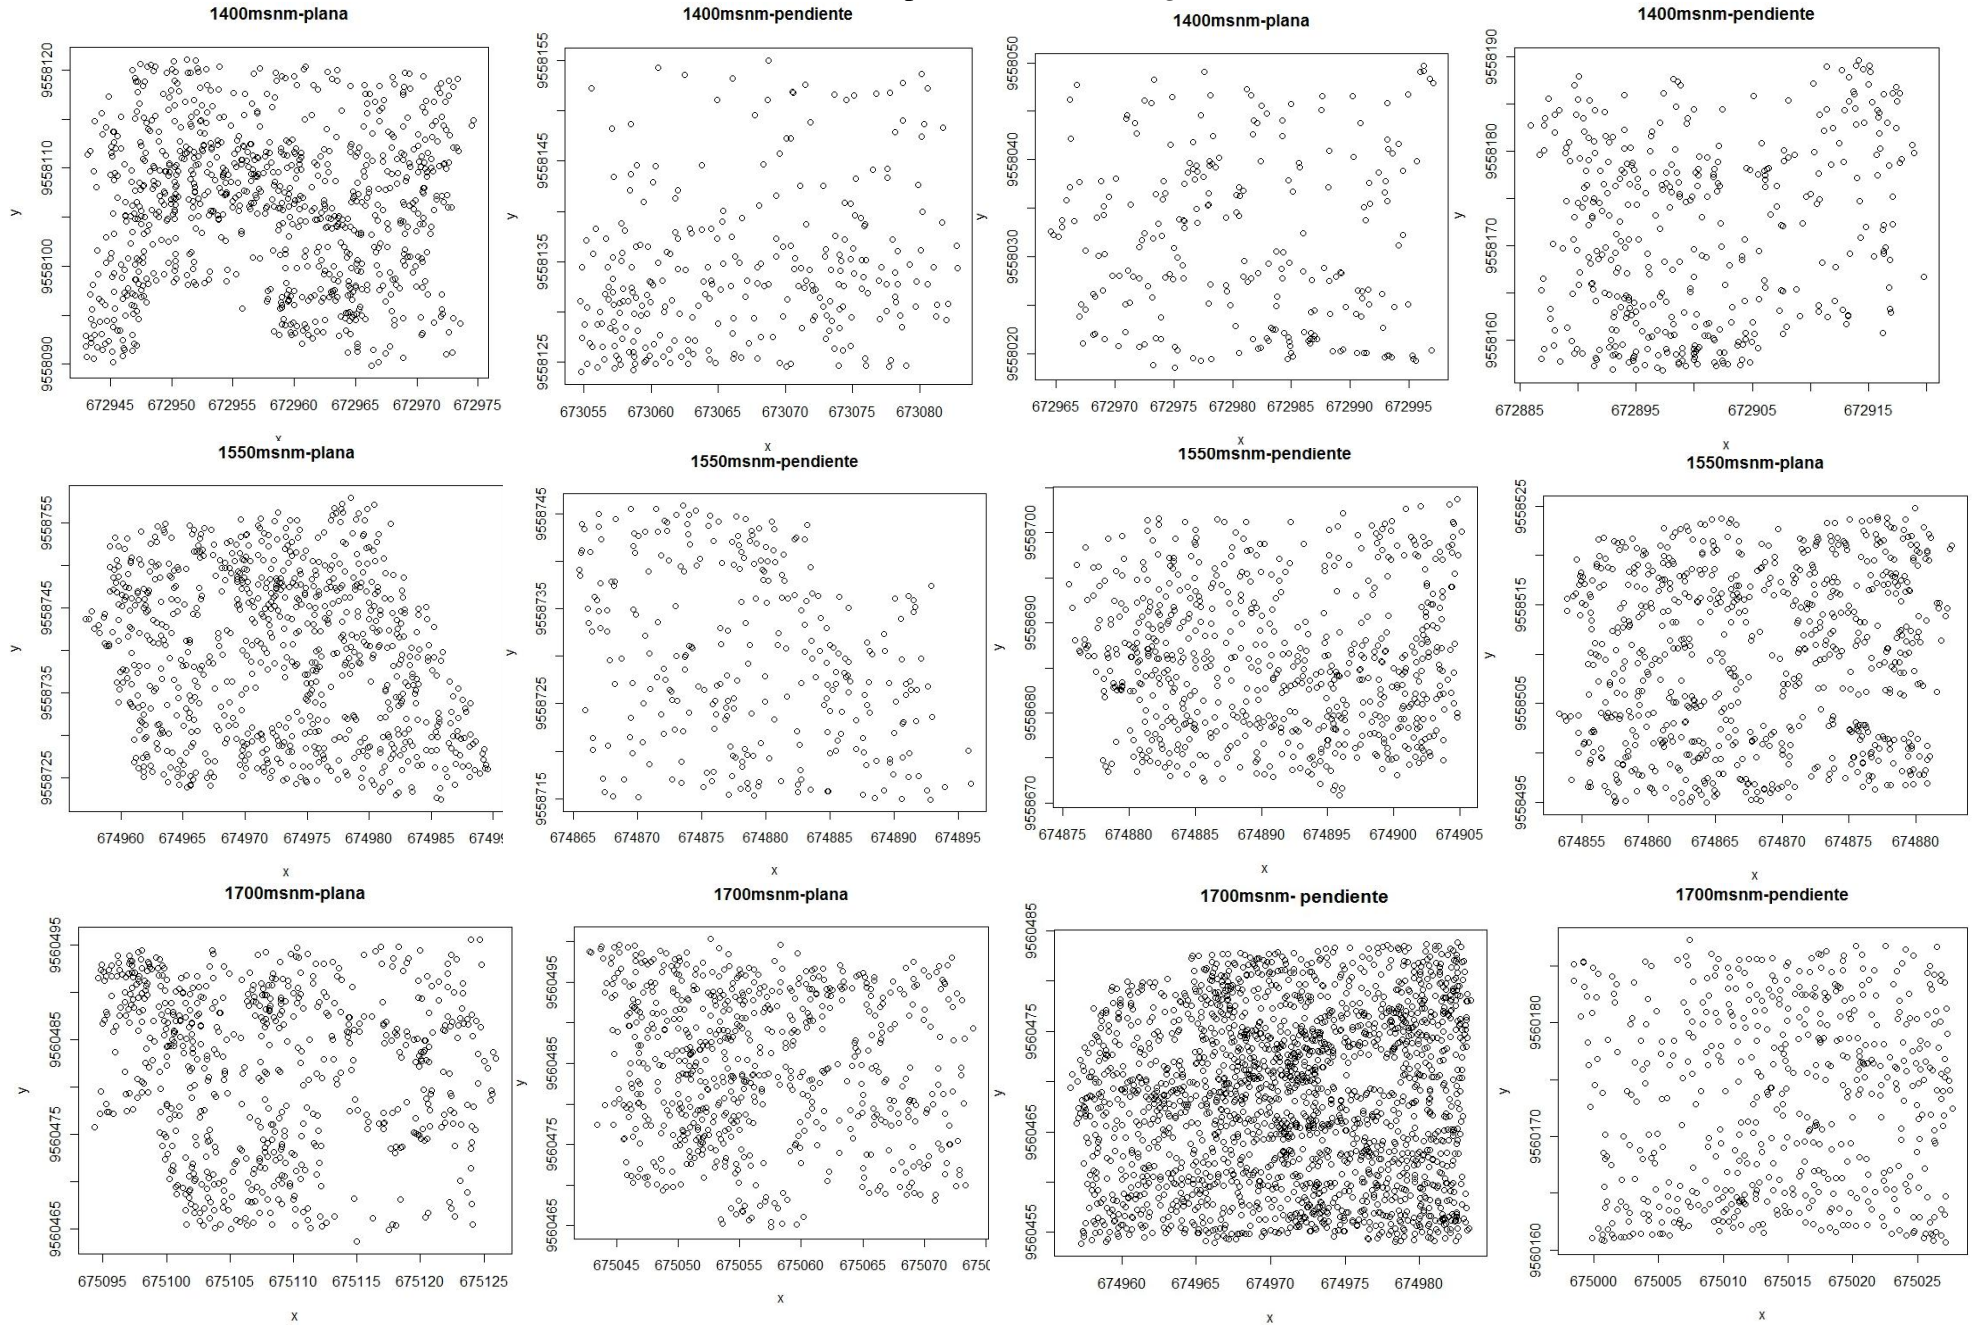 1400msnm-plana
9558090 9558100 9558110 9558120
y
672945 672950 672955 672960 672965 672970 672975
x
1400msnm-pendiente
9558125 9558135 9558145 9558155
y
673055 673060 673065 673070 673075 673080
x
1400msnm-plana
9558020 9558030 9558040 9558050
672965 672970 672975 672980 672985 672990 672995
x
1400msnm-pendiente
9558160 9558170 9558180 9558190
y
y
672885 672895 672905 672915
x
1550msnm-plana
9558725 9558735 9558745 9558755
y
674960 674965 674970 674975 674980 674985 67499
x
1550msnm-pendiente
9558715 9558725 9558735 9558745
y
674865 674870 674875 674880 674885 674890 674895
x
1550msnm-pendiente
9558670 9558680 9558690 9558700
y
674875 674880 674885 674890 674895 674900 674905
x
1550msnm-plana
9558495 9558505 9558515 9558525
y
674855 674860 674865 674870 674875 674880
x
1700msnm-plana
9560465 9560475 9560485 9560495
y
675095 675100 675105 675110 675115 675120 675125
x
1700msnm-plana
9560465 9560475 9560485 9560495
y
675045 675050 675055 675060 675065 675070 6750
x
1700msnm- pendiente
9560455 9560465 9560475 9560485
y
674960 674965 674970 674975 674980
x
1700msnm-pendiente
9560160 9560170 9560180
y
675000 675005 675010 675015 675020 675025
x